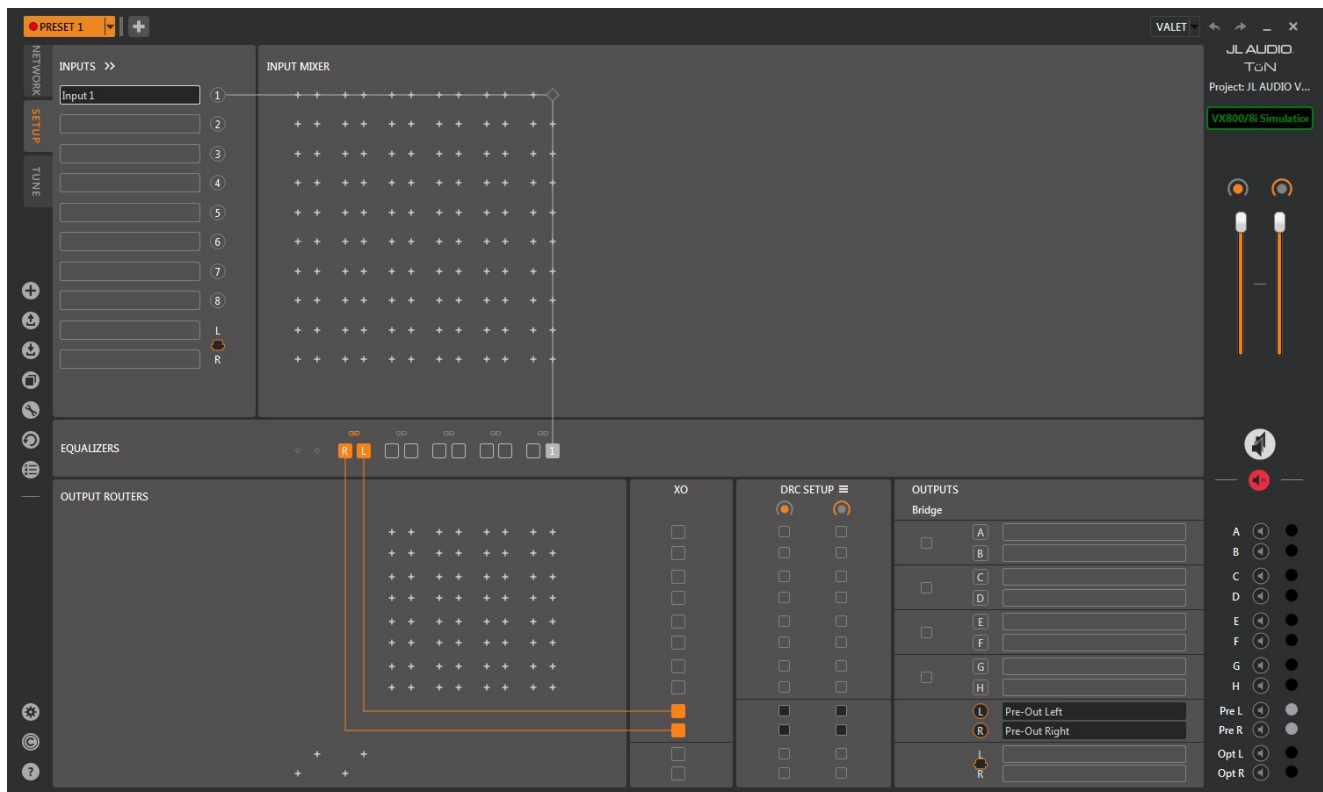 PRESET 1
VALET
JL AUDIO
TüN
Project: JL AUDIO V...
VX800/8i Simulation
NETWORK
SETUP
TUNE
INPUTS >>
INPUT MIXER
Input 1
1
2
3
4
5
6
7
8
L
R
EQUALIZERS
R L
1
OUTPUT ROUTERS
XO
DRC SETUP
OUTPUTS
Bridge
A
B
C
D
E
F
G
H
L Pre-Out Left
R Pre-Out Right
L
R
A
B
C
D
E
F
G
H
Pre L
Pre R
Opt L
Opt R